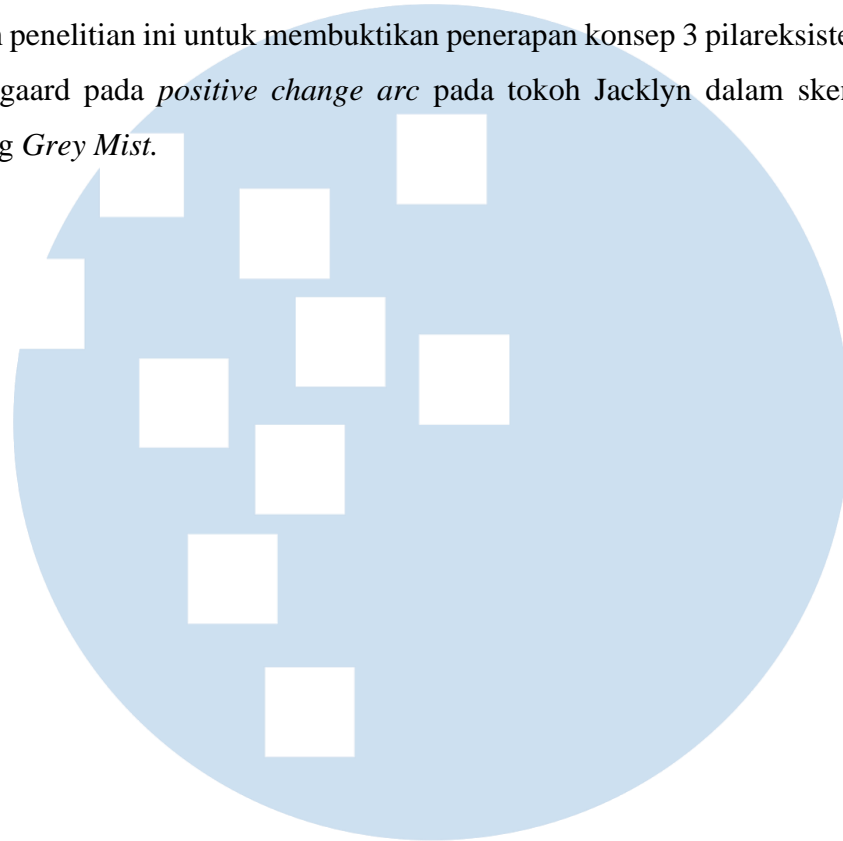 penelitian ini untuk membuktikan penerapan konsep 3 pilareksiste
gaard pada positive change arc pada tokoh Jacklyn dalam sker
g Grey Mist.